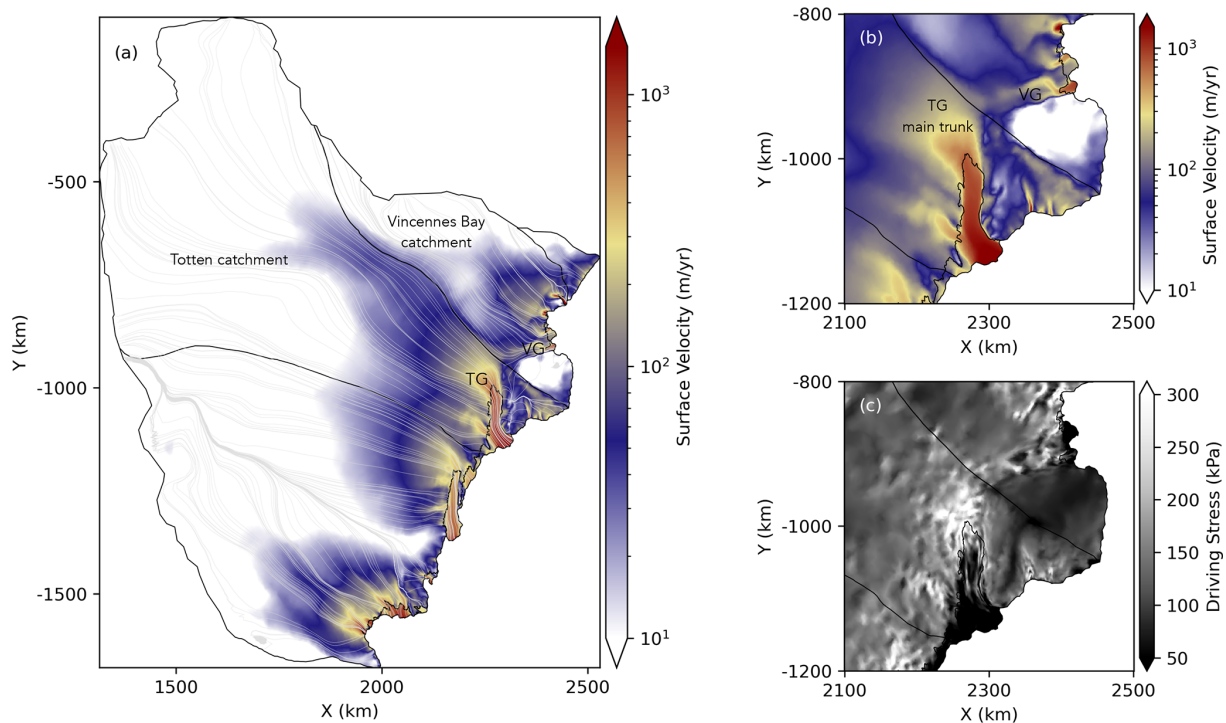 (a)
Vincennes Bay
catchment
Totten catchment
VG
TG
-500
-1000
-1500
Y (km)
1500
2000
2500
X (km)
10³
10²
10¹
Surface Velocity (m/yr)
(b)
VG
TG
main trunk
-800
-900
-1000
-1200
Y (km)
2100
2300
2500
X (km)
10³
10²
10¹
Surface Velocity (m/yr)
(c)
-800
-1000
-1200
Y (km)
2100
2300
2500
X (km)
300
250
200
150
100
50
Driving Stress (kPa)